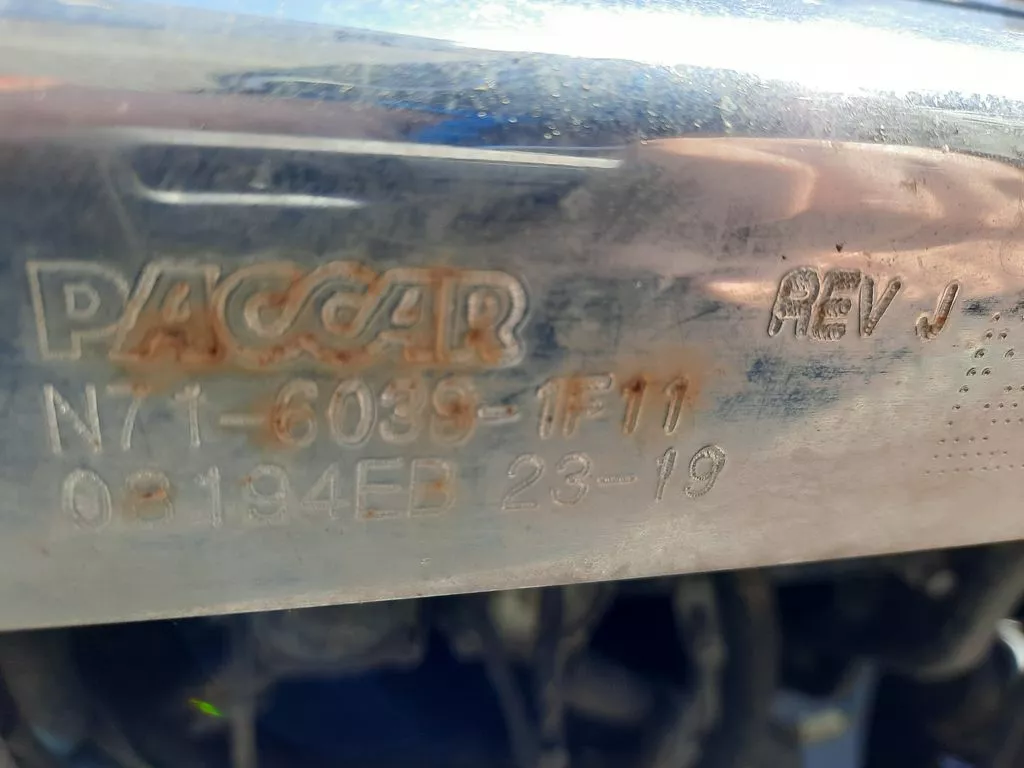 PACCAR REV J
N71-6039-1F11
08194EB 23-19